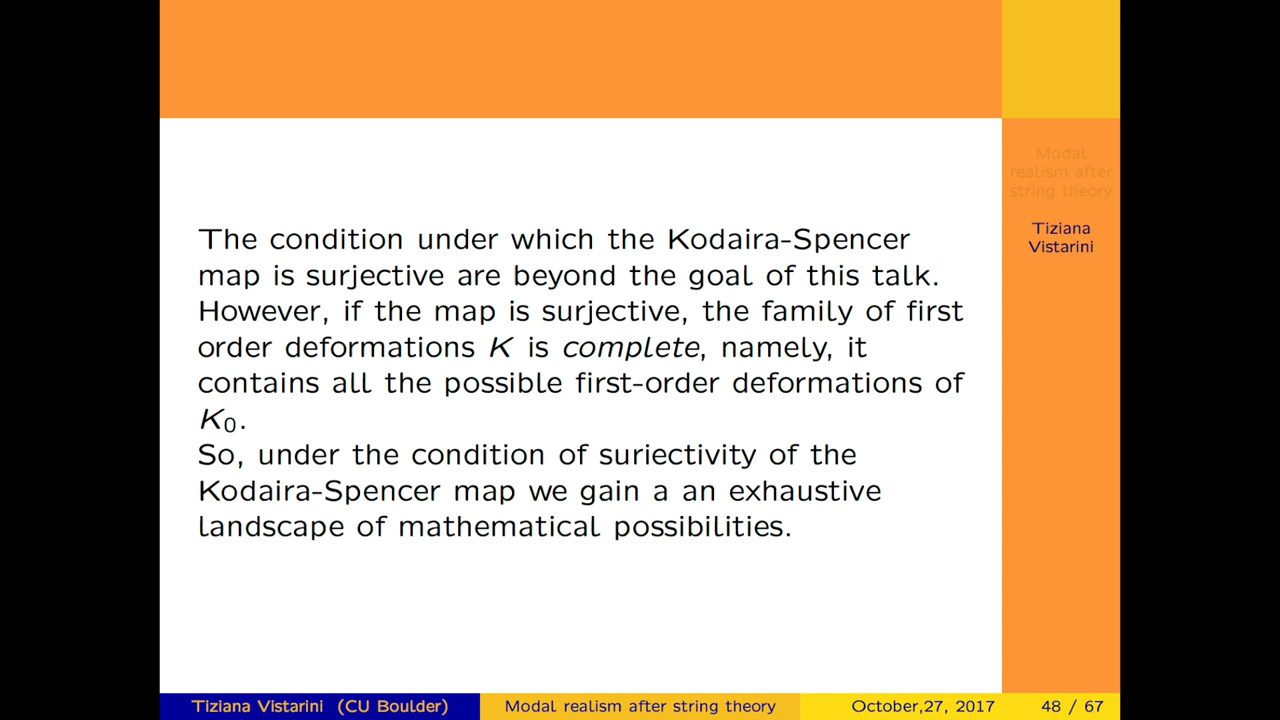 The condition under which the Kodaira-Spencer
map is surjective are beyond the goal of this talk.
However, if the map is surjective, the family of first
order deformations K is complete, namely, it
contains all the possible first-order deformations of
K₀.
So, under the condition of suriectivity of the
Kodaira-Spencer map we gain a an exhaustive
landscape of mathematical possibilities.
Modal
realism after
string theory
Tiziana
Vistarini
Tiziana Vistarini (CU Boulder)
Modal realism after string theory
October,27, 2017
48 / 67